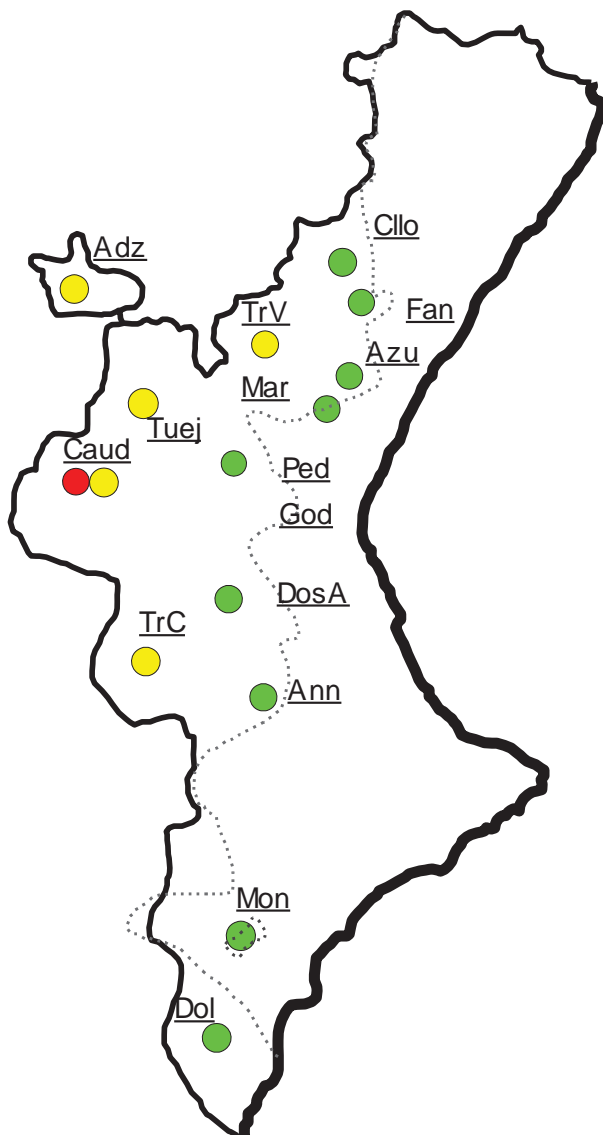 Cllo
Adz
Fan
TrV
Azu
Mar
Tuej
Caud
Ped
God
DosA
TrC
Ann
Mon
Dol